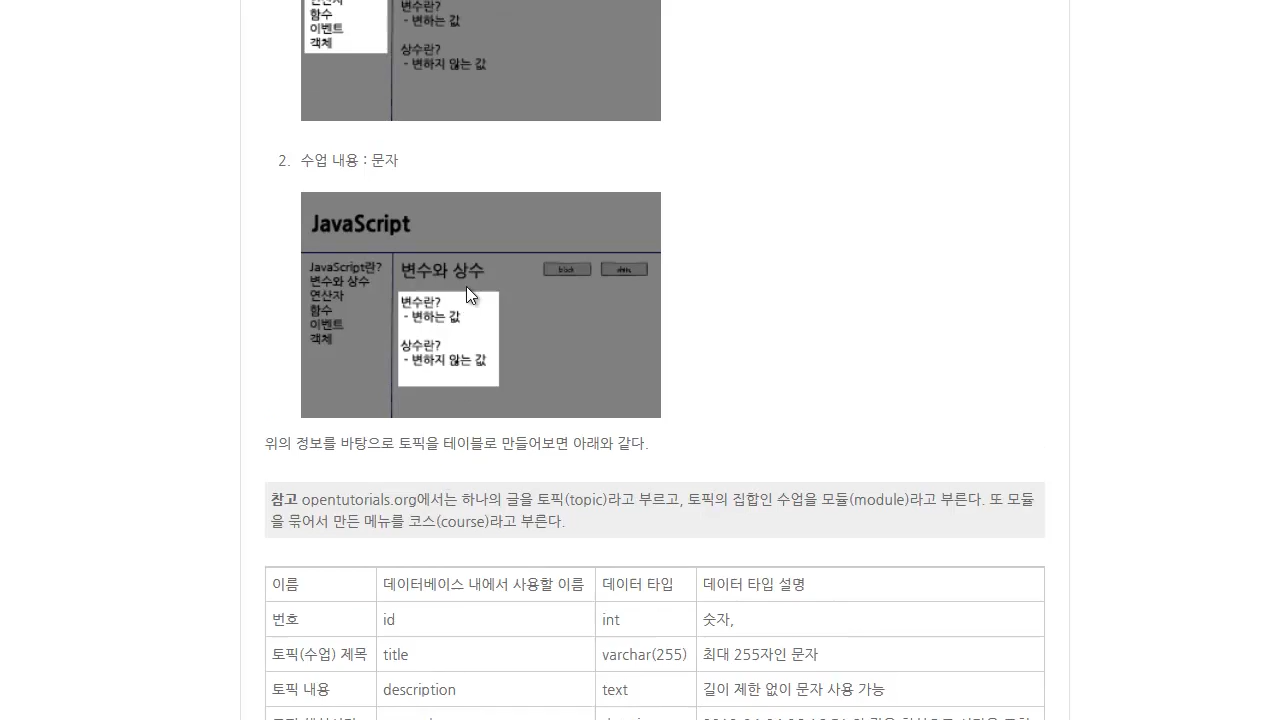 함수
이벤트
객체
변수란?
- 변하는 값
상수란?
- 변하지 않는 값
2. 수업 내용 : 문자
JavaScript
JavaScript란?
변수와 상수
연산자
함수
이벤트
객체
변수와 상수
변수란?
- 변하는 값
상수란?
- 변하지 않는 값
위의 정보를 바탕으로 토픽을 테이블로 만들어보면 아래와 같다.
참고 opentutorials.org에서는 하나의 글을 토픽(topic)라고 부르고, 토픽의 집합인 수업을 모듈(module)라고 부른다. 또 모듈
을 묶어서 만든 메뉴를 코스(course)라고 부른다.
이름 데이터베이스 내에서 사용할 이름 데이터 타입 데이터 타입 설명
번호 id int 숫자,
토픽(수업) 제목 title varchar(255) 최대 255자인 문자
토픽 내용 description text 길이 제한 없이 문자 사용 가능